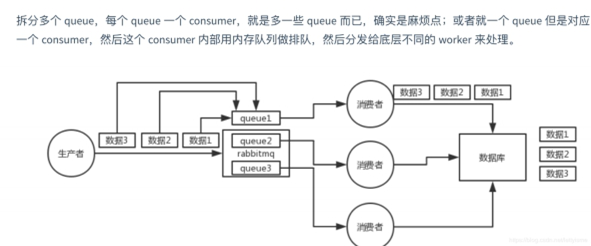 拆分多个 queue，每个 queue 一个 consumer，就是多一些 queue 而已，确实是麻烦点；或者就一个 queue 但是对应
一个 consumer，然后这个 consumer 内部用内存队列做排队，然后分发给底层不同的 worker 来处理。
数据3 数据2 数据1
消费者
queue1
数据3 数据2 数据1
queue2
数据1
生产者
rabbitmq
消费者
数据库
数据2
queue3
数据3
消费者